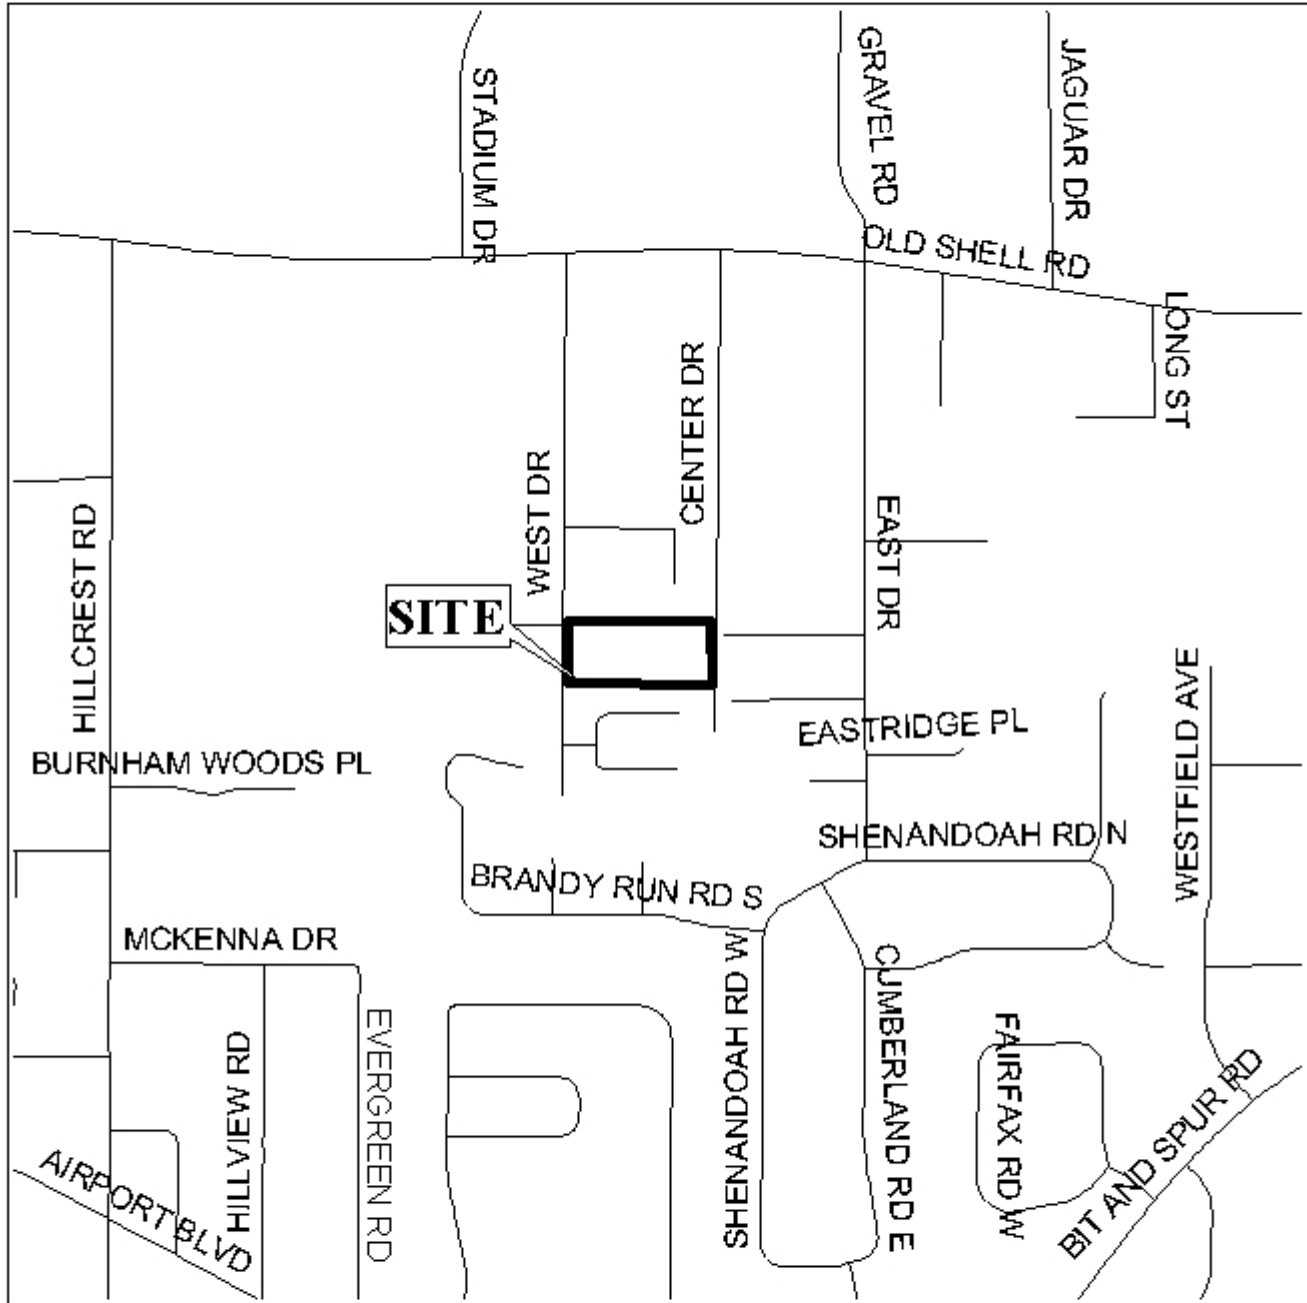 STADIUM DR
GRAVEL RD
JAGUAR DR
OLD SHELL RD
LONG ST
CENTER DR
WEST DR
EAST DR
HILLCREST RD
SITE
WESTFIELD AVE
EASTRIDGE PL
BURNHAM WOODS PL
SHENANDOAH RD N
BRANDY RUN RD S
MCKENNA DR
SHENANDOAH RD W
CUMBERLAND RD E
EVERGREEN RD
HILLVIEW RD
FAIRFAX RD W
BIT AND SPUR RD
AIRPORT BLVD